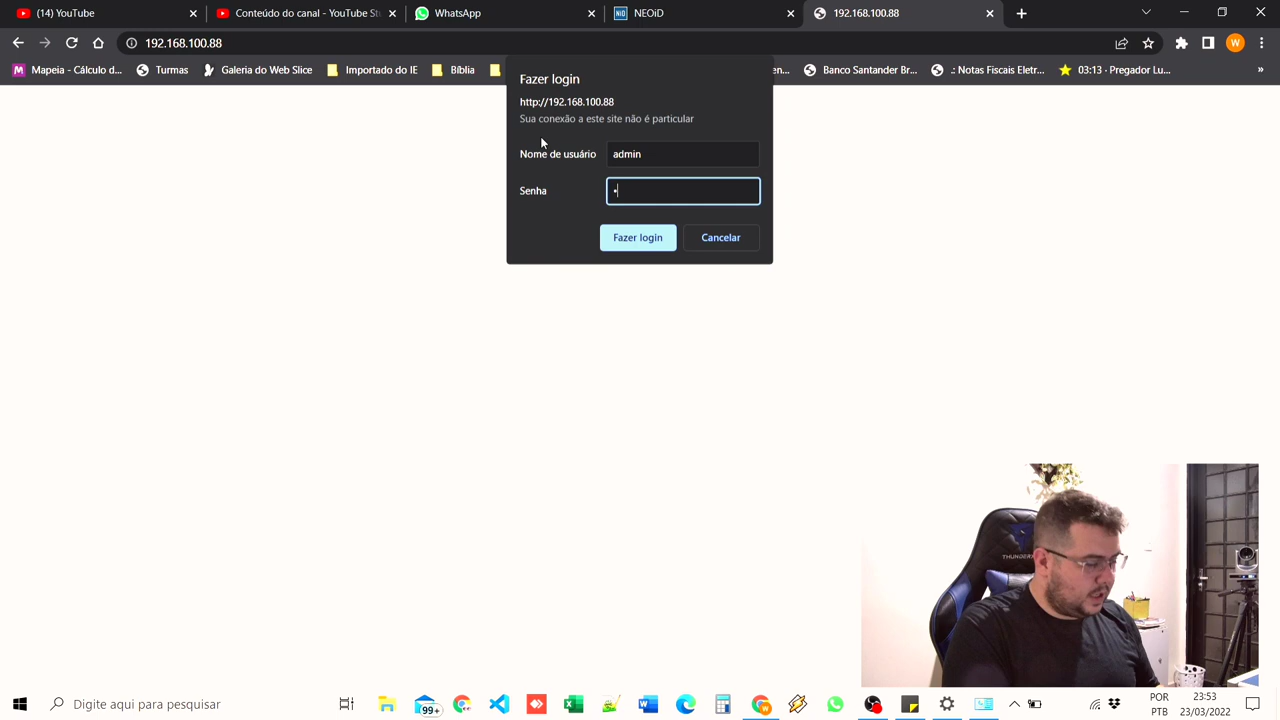 (14) YouTube
Conteúdo do canal - YouTube St
WhatsApp
NIO NEOiD
192.168.100.88
192.168.100.88
W
M Mapeia - Cálculo d...
Turmas
Galeria do Web Slice
Importado do IE
Bíblia
en...
Banco Santander Br...
.: Notas Fiscais Eletr...
03:13 - Pregador Lu...
»
Fazer login
http://192.168.100.88
Sua conexão a este site não é particular
Nome de usuário
admin
Senha
•
Fazer login
Cancelar
THUNDERX
Digite aqui para pesquisar
99+
POR
PTB
23:53
23/03/2022